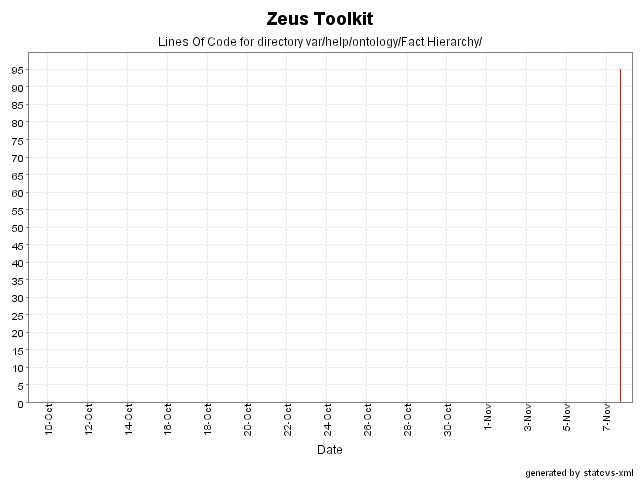 Zeus Toolkit
Lines Of Code for directory var/help/ontology/Fact Hierarchy/
95
90
85
80
75
70
65
60
55
50
45
40
35
30
25
20
15
10
5
0
10-Oct
12-Oct
14-Oct
16-Oct
18-Oct
20-Oct
22-Oct
24-Oct
26-Oct
28-Oct
30-Oct
1-Nov
3-Nov
5-Nov
7-Nov
Date
generated by statcvs-xml